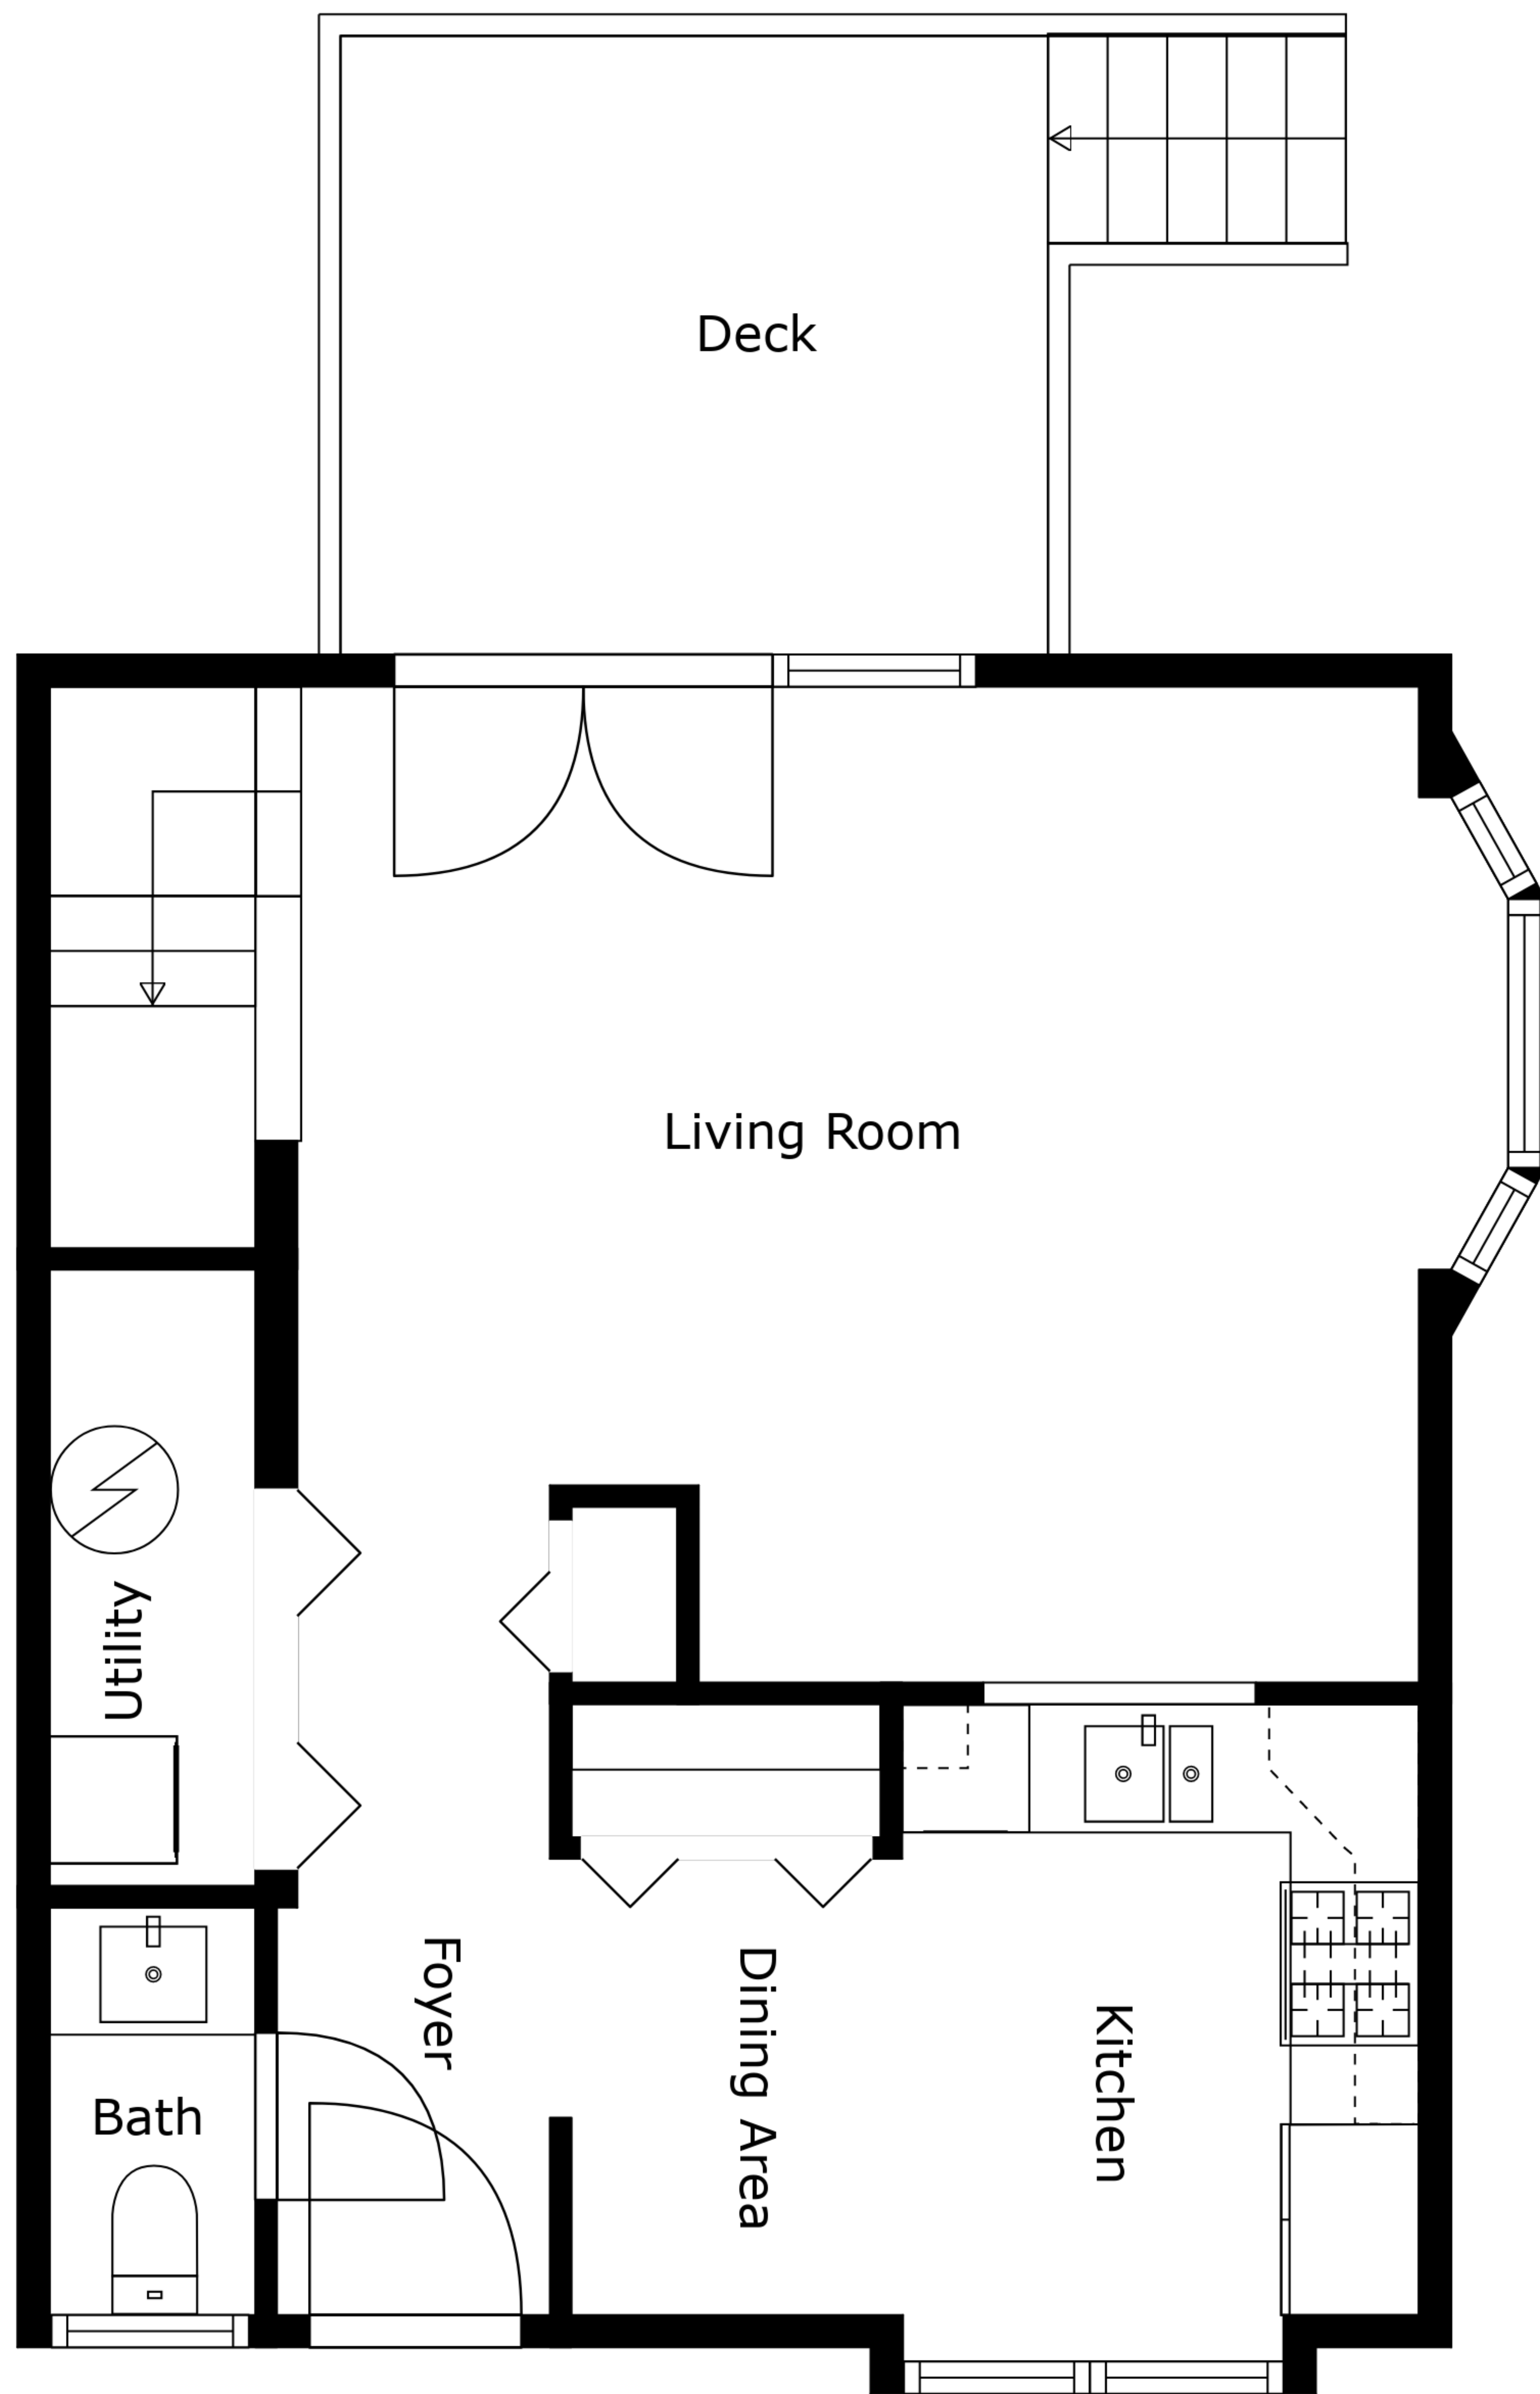 Deck
Living Room
Utility
Foyer
Dining Area
Kitchen
Bath